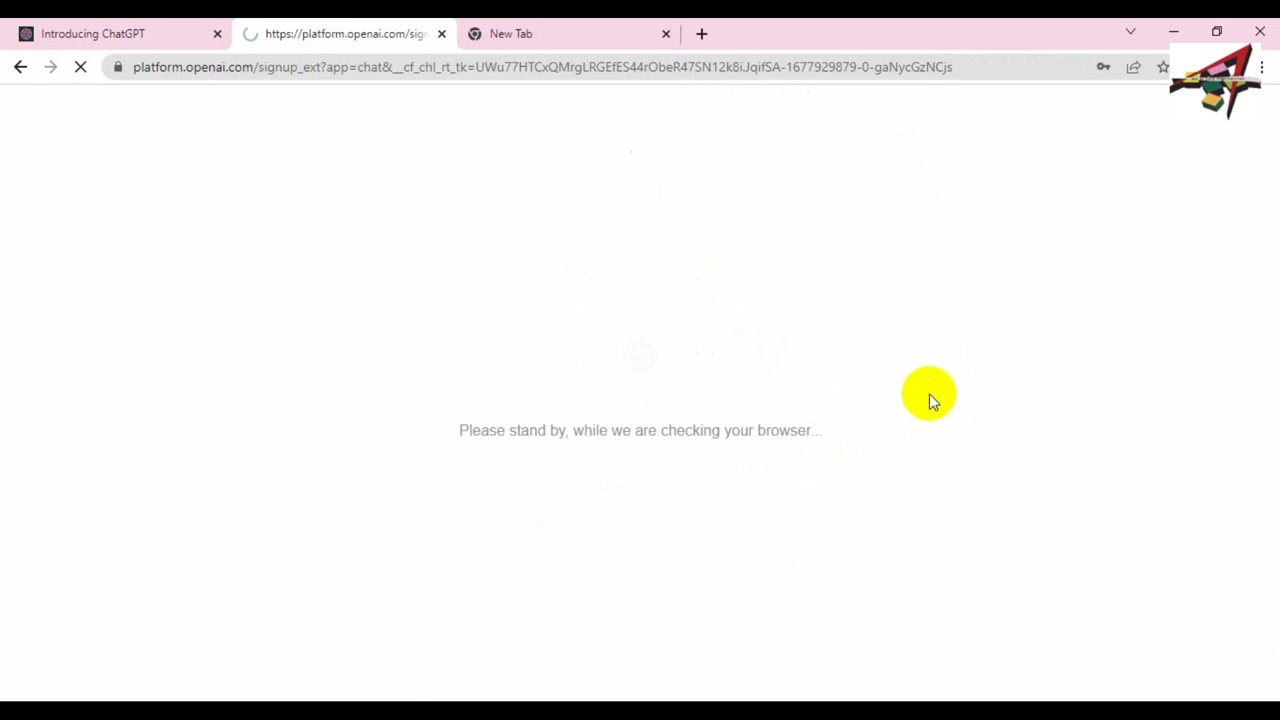 Introducing ChatGPT
https://platform.openai.com/sign
New Tab
platform.openai.com/signup_ext?app=chat&__cf_chl_rt_tk=UWu77HTCxQMrgLRGEfES44rObeR47SN12k8iJqifSA-1677929879-0-gaNycGzNCjs
Please stand by, while we are checking your browser...